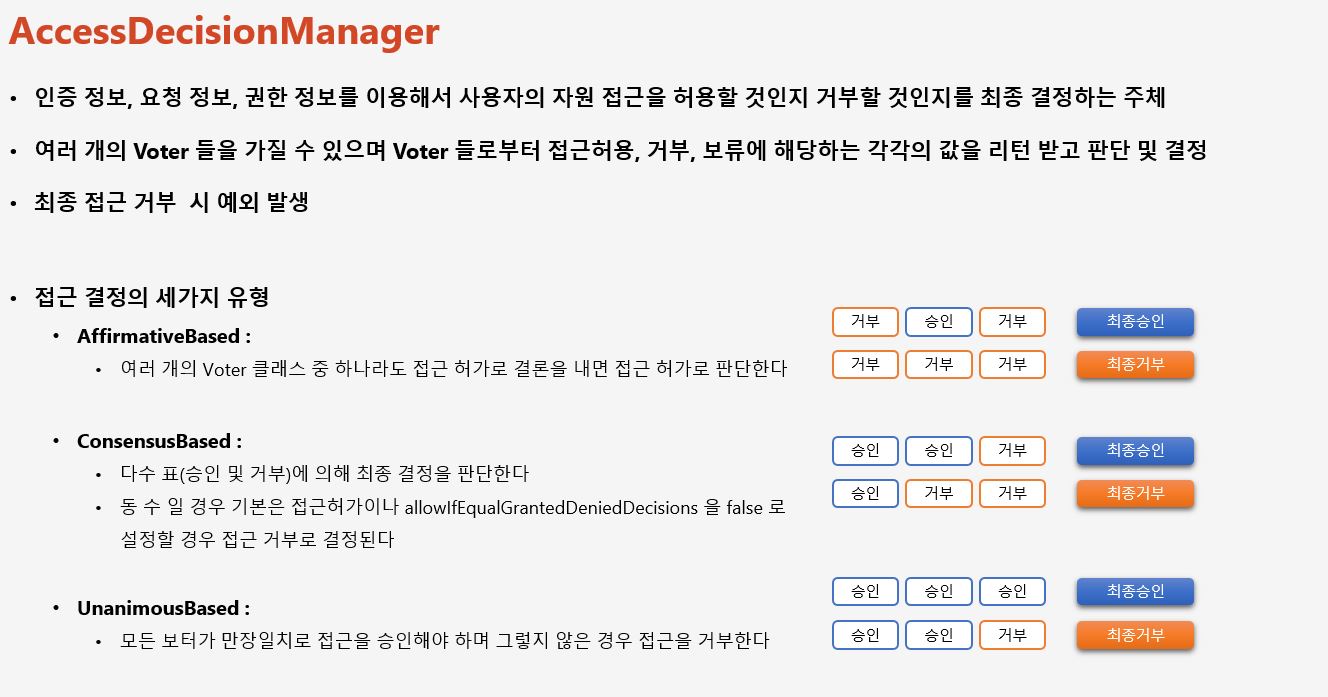 AccessDecisionManager
• 인증 정보, 요청 정보, 권한 정보를 이용해서 사용자의 자원 접근을 허용할 것인지 거부할 것인지를 최종 결정하는 주체
• 여러 개의 Voter 들을 가질 수 있으며 Voter 들로부터 접근허용, 거부, 보류에 해당하는 각각의 값을 리턴 받고 판단 및 결정
• 최종 접근 거부 시 예외 발생
• 접근 결정의 세가지 유형
• AffirmativeBased :
• 여러 개의 Voter 클래스 중 하나라도 접근 허가로 결론을 내면 접근 허가로 판단한다
거부 승인 거부 최종승인
거부 거부 거부 최종거부
• ConsensusBased :
• 다수 표(승인 및 거부)에 의해 최종 결정을 판단한다
• 동 수 일 경우 기본은 접근허가이나 allowIfEqualGrantedDeniedDecisions 을 false 로
설정할 경우 접근 거부로 결정된다
승인 승인 거부 최종승인
승인 거부 거부 최종거부
• UnanimousBased :
• 모든 보터가 만장일치로 접근을 승인해야 하며 그렇지 않은 경우 접근을 거부한다
승인 승인 승인 최종승인
승인 승인 거부 최종거부